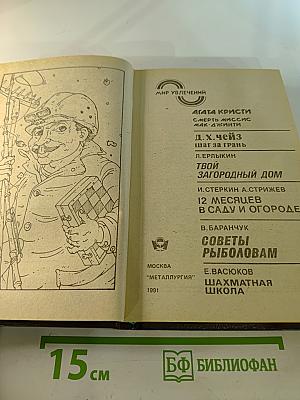 МИР УВЛЕЧЕНИЙ
АГАТА КРИСТИ
СМЕРТЬ МИССИС
МАК-ДЖИНТИ
Д.Х.ЧЕЙЗ
ШАГ ЗА ГРАНЬ
Л.ЕРЛЫКИН
ТВОЙ
ЗАГОРОДНЫЙ ДОМ
И.СТЕРКИН А.СТРИЖЕВ
12 МЕСЯЦЕВ
В САДУ И ОГОРОДЕ
В.БАРАНЧУК
СОВЕТЫ
РЫБОЛОВАМ
Е.ВАСЮКОВ
ШАХМАТНАЯ
ШКОЛА
МОСКВА
"МЕТАЛЛУРГИЯ"
1991
15 см
БФ БИБЛИОФАН